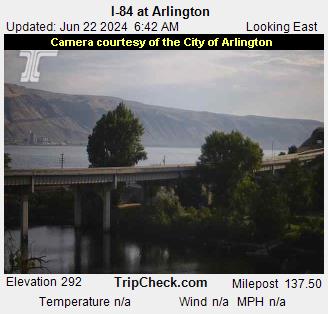 I-84 at Arlington
Updated: Jun 22 2024 6:42 AM Looking East
Camera courtesy of the City of Arlington
Elevation 292 TripCheck.com Milepost 137.50
Temperature n/a Wind n/a MPH n/a